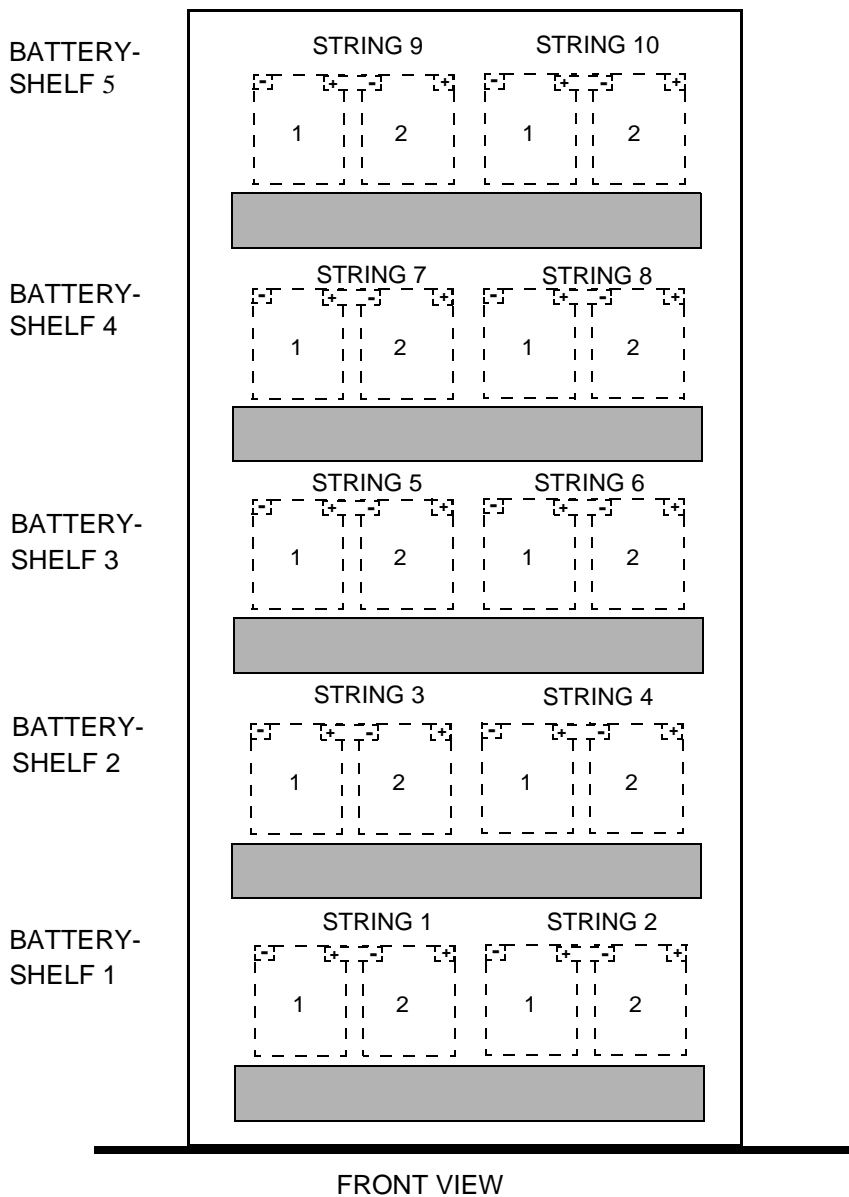 BATTERY-
SHELF 5
STRING 9 STRING 10
- + - + - + - +
1 2 1 2
BATTERY-
SHELF 4
STRING 7 STRING 8
- + - + - + - +
1 2 1 2
BATTERY-
SHELF 3
STRING 5 STRING 6
- + - + - + - +
1 2 1 2
BATTERY-
SHELF 2
STRING 3 STRING 4
- + - + - + - +
1 2 1 2
BATTERY-
SHELF 1
STRING 1 STRING 2
- + - + - + - +
1 2 1 2
FRONT VIEW